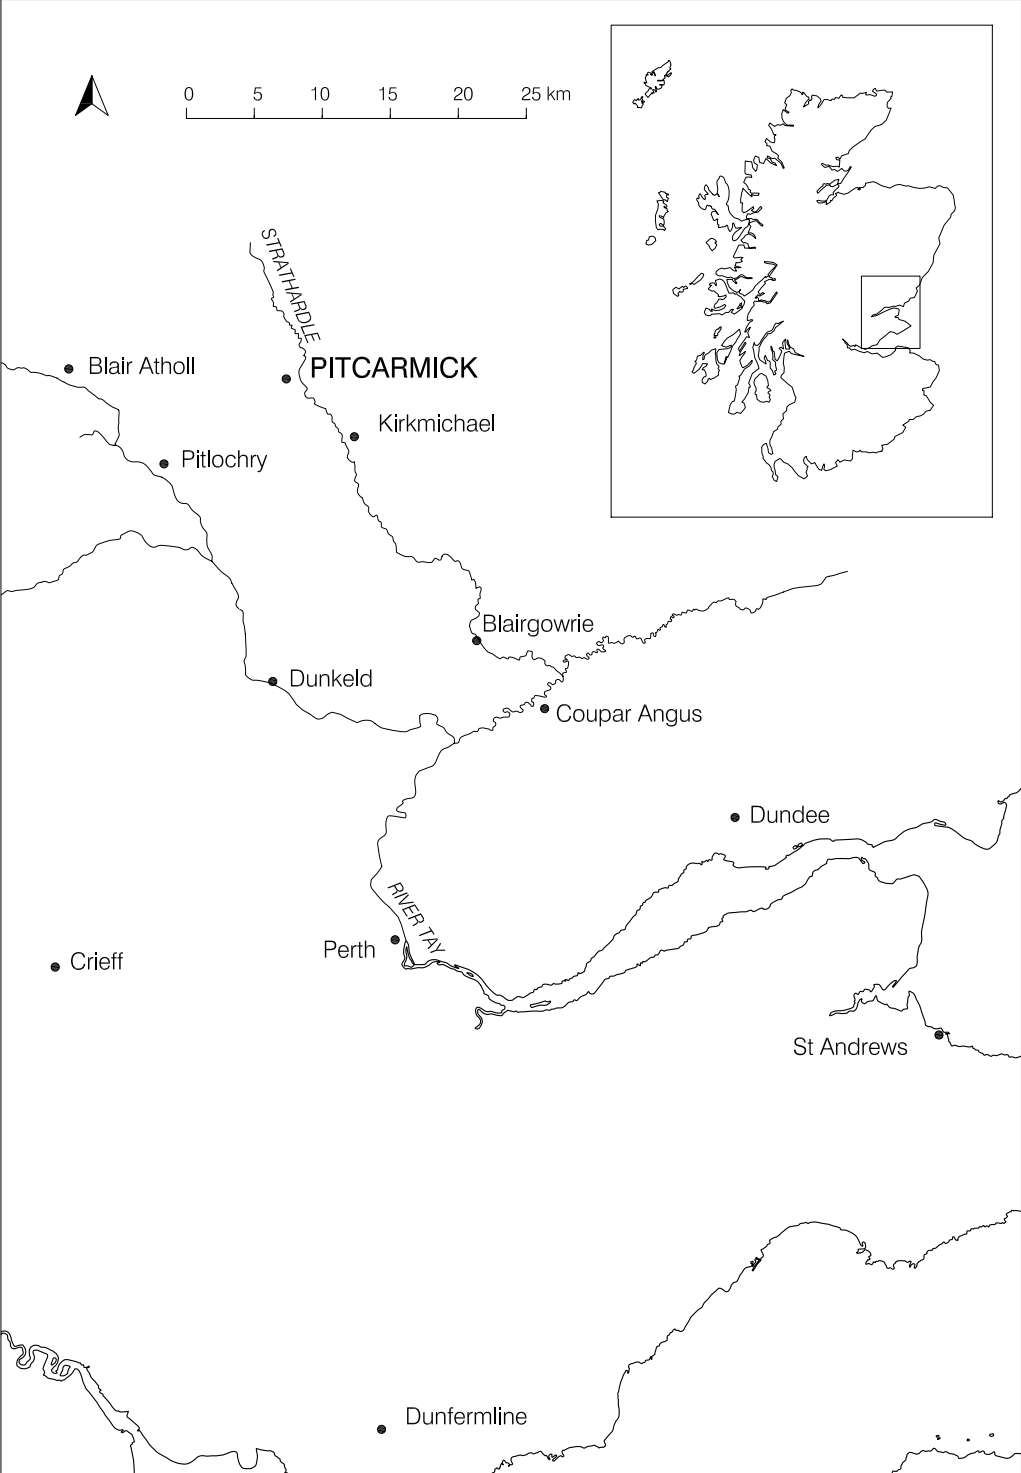 0 5 10 15 20 25 km
STRATHARDLE
Blair Atholl
PITCARMICK
Kirkmichael
Pitlochry
Blairgowrie
Dunkeld
Coupar Angus
Dundee
RIVER TAY
Perth
Crieff
St Andrews
Dunfermline